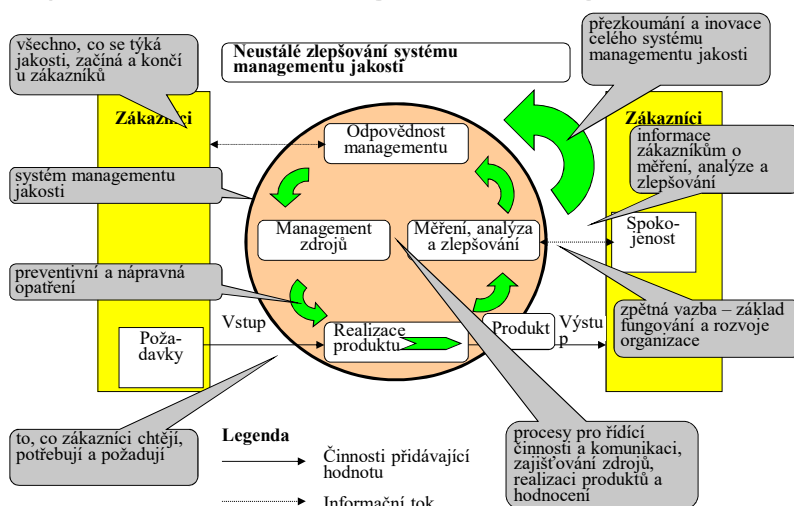 všechno, co se týká
jakosti, začíná a končí
u zákazníků
Neustálé zlepšování systému
managementu jakosti
přezkoumání a inovace
celého systému
managementu jakosti
Zákazníci
Odpovědnost
managementu
Zákazníci
informace
zákazníkům o
měření, analýze a
zlepšování
systém managementu
jakosti
Management
zdrojů
Měření, analýza
a zlepšování
Spoko-
jenost
preventivní a nápravná
opatření
zpětná vazba – základ
fungování a rozvoje
organizace
Vstup
Poža-
davky
Realizace
produktu
Produkt
Výstu
p
to, co zákazníci chtějí,
potřebují a požadují
Legenda
Činnosti přidávající
hodnotu
Informační tok
procesy pro řídící
činnosti a komunikaci,
zajišťování zdrojů,
realizaci produktů a
hodnocení